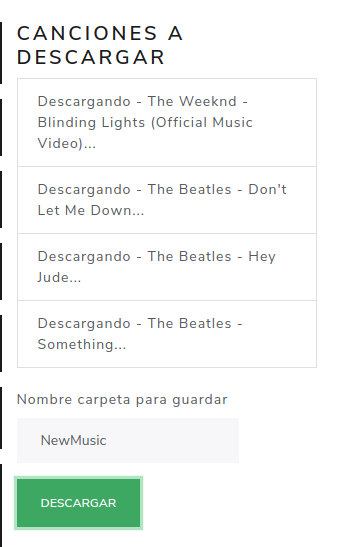 CANCIONES A
DESCARGAR
Descargando - The Weeknd -
Blinding Lights (Official Music
Video)...
Descargando - The Beatles - Don't
Let Me Down...
Descargando - The Beatles - Hey
Jude...
Descargando - The Beatles -
Something...
Nombre carpeta para guardar
NewMusic
DESCARGAR